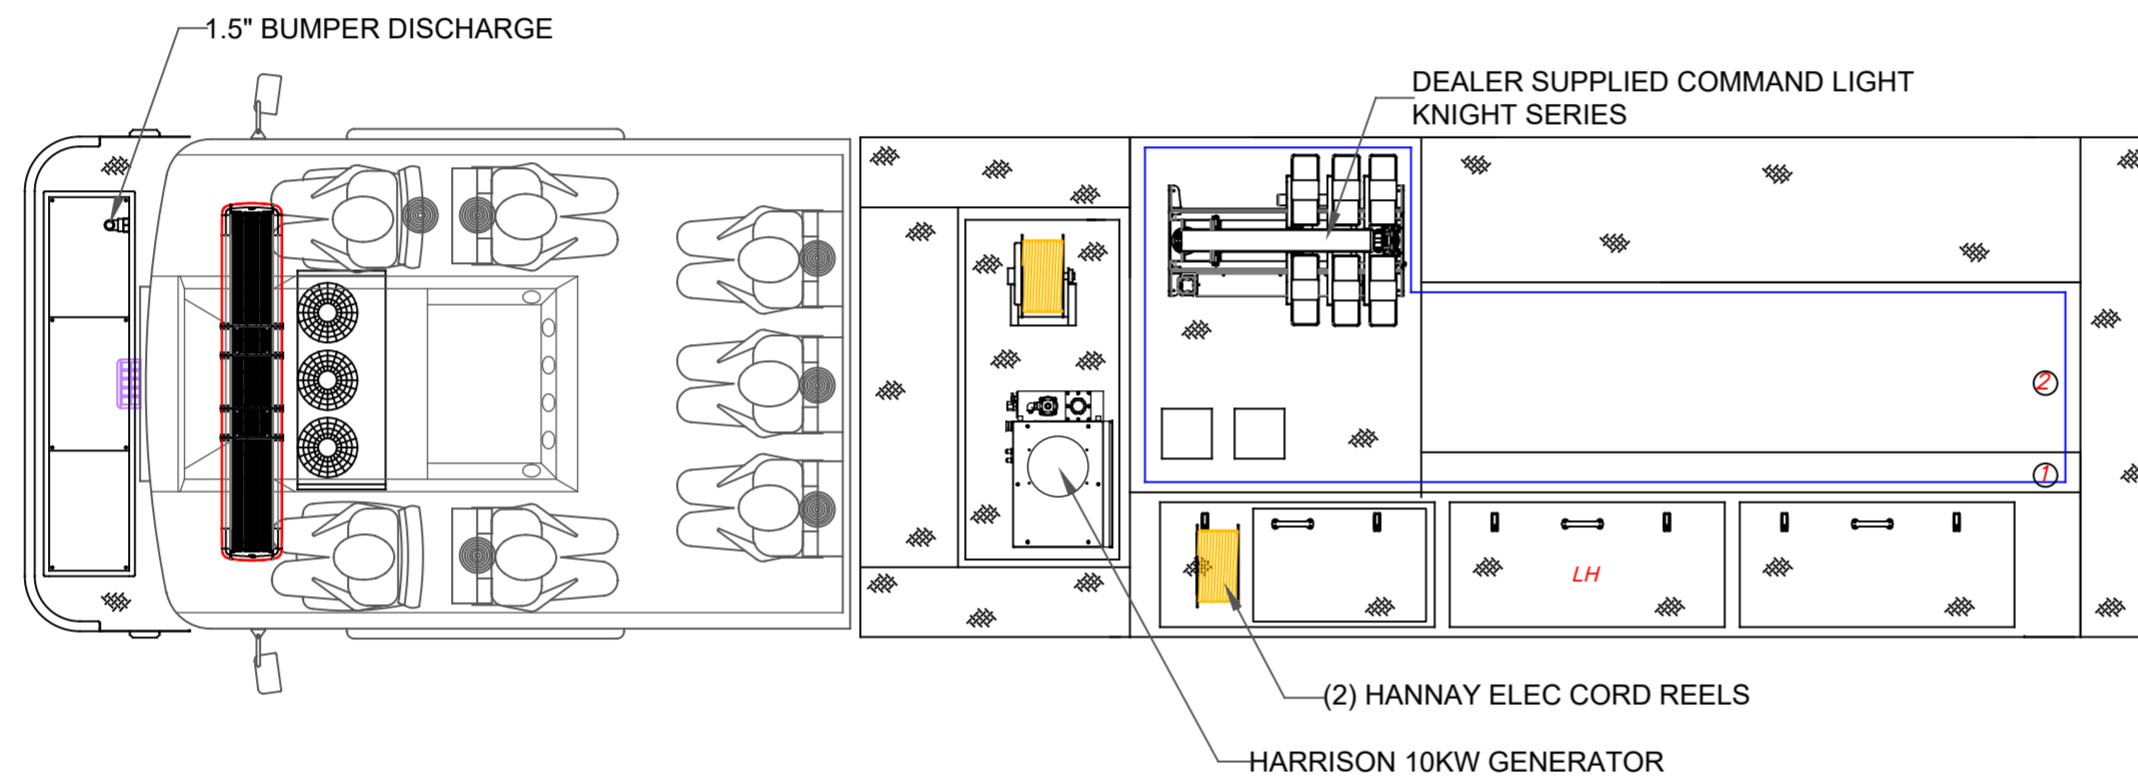 1.5" BUMPER DISCHARGE
DEALER SUPPLIED COMMAND LIGHT
KNIGHT SERIES
2
1
LH
(2) HANNAY ELEC CORD REELS
HARRISON 10KW GENERATOR